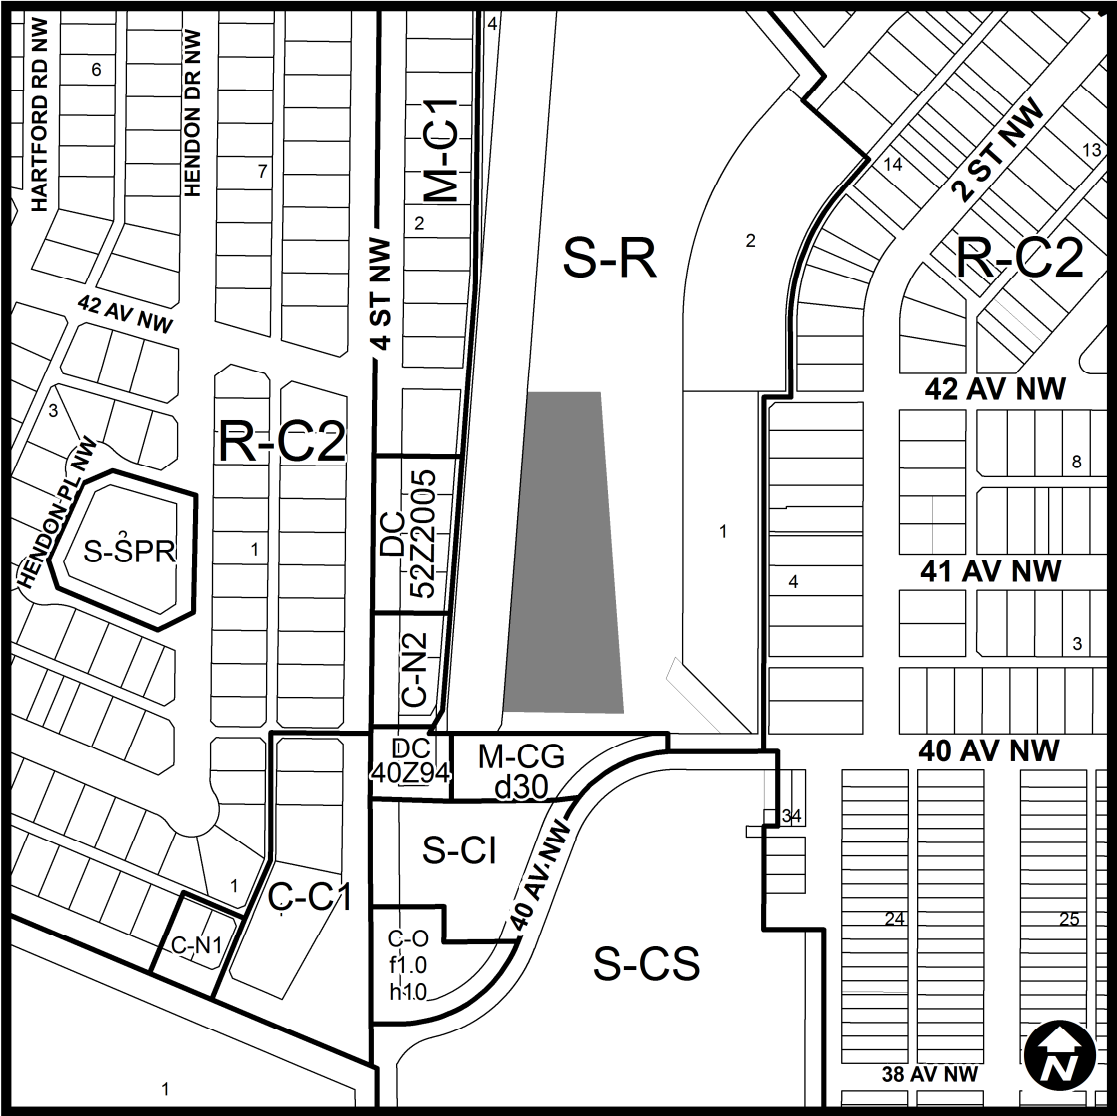 4
HARTFORD RD NW
6
HENDON DR NW
7
M-C1
2
4 ST NW
S-R
2
14
2 ST NW
13
R-C2
42 AV NW
42 AV NW
3
R-C2
HENDON PL NW
2
S-SPR
1
DC
52Z2005
C-N2
1
8
4
41 AV NW
3
40 AV NW
DC
40Z94
M-CG
d30
S-CI
40 AV NW
34
1
C-C1
C-N1
C-O
f1.0
h10
S-CS
24
25
1
38 AV NW
N